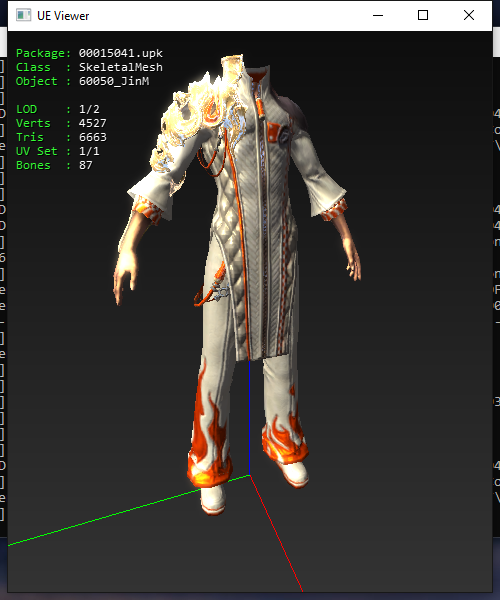 UE Viewer
Package: 00015041.upk
Class : SkeletalMesh
Object : 60050_JinM
LOD : 1/2
Verts : 4527
Tris : 6663
UV Set : 1/1
Bones : 87